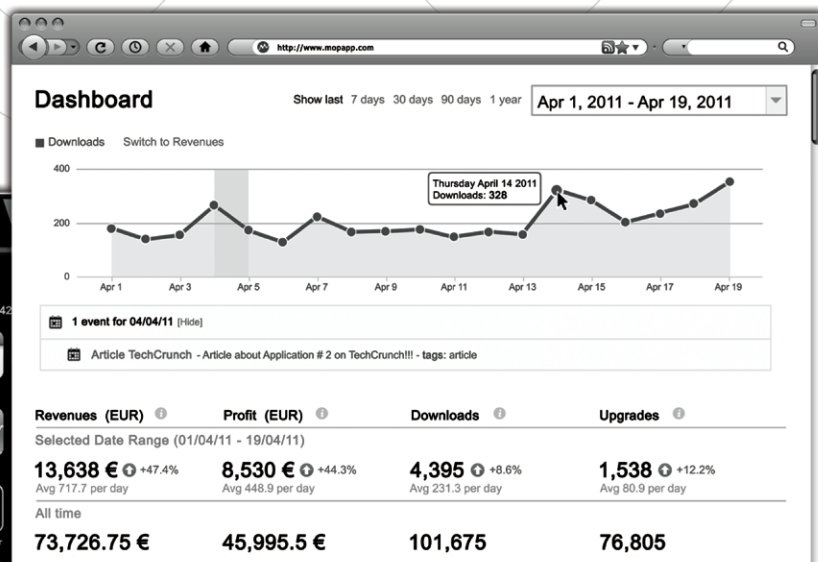 http://www.mopapp.com
Dashboard
Show last 7 days 30 days 90 days 1 year
Apr 1, 2011 - Apr 19, 2011
Downloads Switch to Revenues
400
Thursday April 14 2011
Downloads: 328
200
0
Apr 1 Apr 3 Apr 5 Apr 7 Apr 9 Apr 11 Apr 13 Apr 15 Apr 17 Apr 19
42
1 event for 04/04/11 [Hide]
Article TechCrunch - Article about Application # 2 on TechCrunch!!! - tags: article
Revenues (EUR) Profit (EUR) Downloads Upgrades
Selected Date Range (01/04/11 - 19/04/11)
13,638 € +47.4% 8,530 € +44.3% 4,395 +8.6% 1,538 +12.2%
Avg 717.7 per day Avg 448.9 per day Avg 231.3 per day Avg 80.9 per day
All time
73,726.75 € 45,995.5 € 101,675 76,805